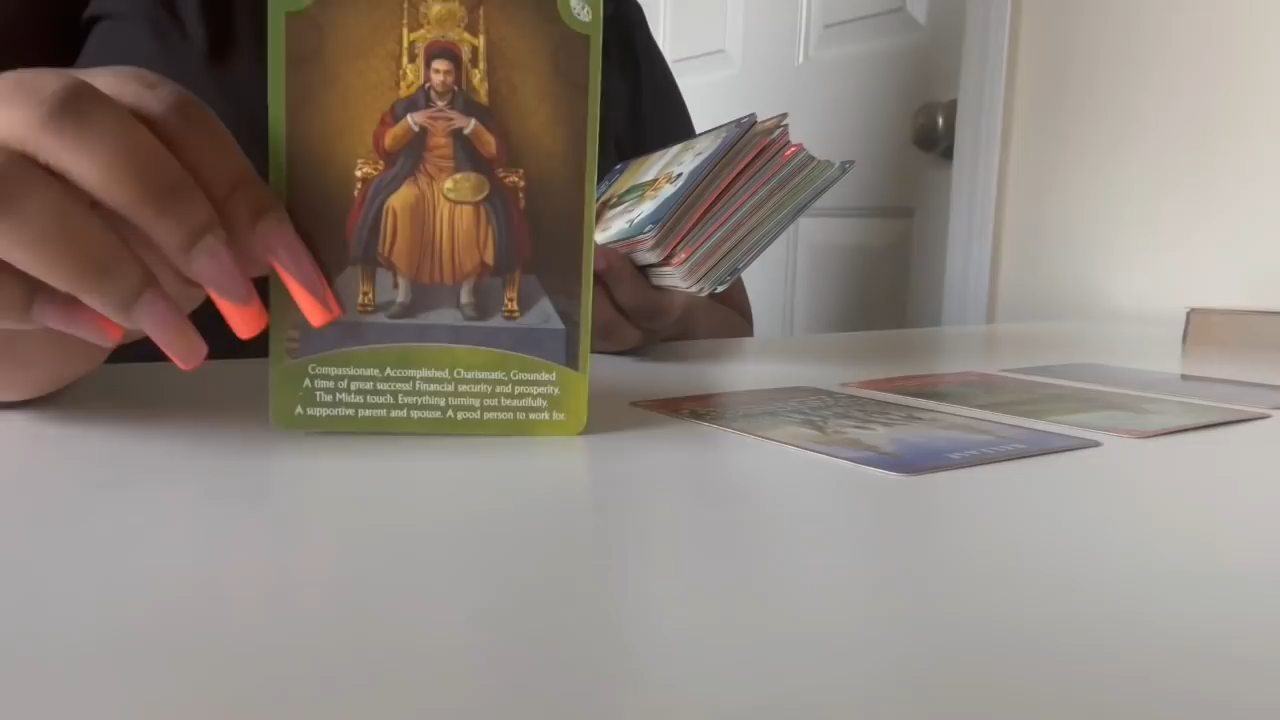 Compassionate, Accomplished, Charismatic, Grounded
A time of great success! Financial security and prosperity.
The Midas touch. Everything turning out beautifully.
A supportive parent and spouse. A good person to work for.